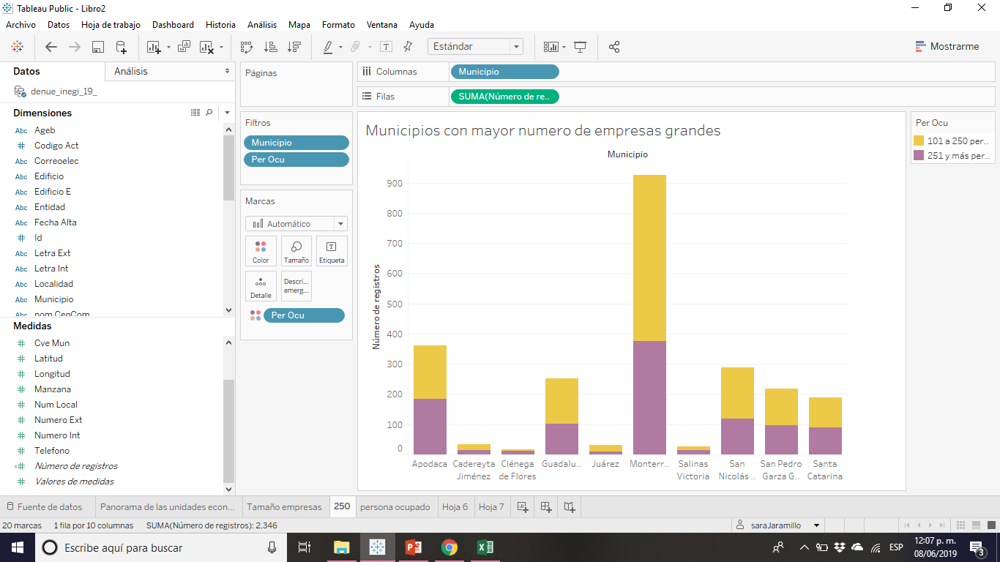 Tableau Public - Libro2
Archivo Datos Hoja de trabajo Dashboard Historia Análisis Mapa Formato Ventana Ayuda
Estándar
Mostrarme
Datos
Análisis
denue_inegi_19_
Dimensiones
Abc Ageb
# Codigo Act
Abc Correoelec
Abc Edificio
Abc Edificio E
Abc Entidad
Abc Fecha Alta
# Id
Abc Letra Ext
Abc Letra Int
Abc Localidad
Abc Municipio
Abc nom CenCom
Medidas
# Cve Mun
# Latitud
# Longitud
# Manzana
# Num Local
# Numero Ext
# Numero Int
# Telefono
=# Número de registros
# Valores de medidas
Páginas
Filtros
Municipio
Per Ocu
Marcas
Automático
Color
Tamaño
Etiqueta
Detalle
Descri...
emerg...
Per Ocu
Columnas
Municipio
Filas
SUMA(Número de re..
Municipios con mayor numero de empresas grandes
Municipio
Número de registros
900
800
700
600
500
400
300
200
100
0
Apodaca
Cadereyta
Jiménez
Ciénega
de Flores
Guadalu..
Juárez
Monterr..
Salinas
Victoria
San
Nicolás ..
San Pedro
Garza G..
Santa
Catarina
Per Ocu
101 a 250 per..
251 y más per..
Fuente de datos
Panorama de las unidades econ...
Tamaño empresas
250
persona ocupado
Hoja 6
Hoja 7
20 marcas
1 fila por 10 columnas
SUMA(Número de registros): 2,346
saraJaramillo
Escribe aquí para buscar
ESP
12:07 p. m.
08/06/2019
3